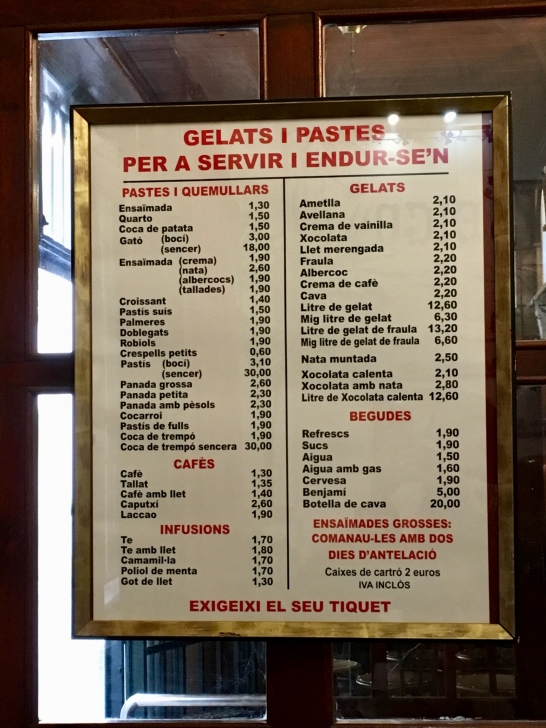 GELATS I PASTES
PER A SERVIR I ENDUR-SE'N
PASTES I QUEMULLARS
Ensaïmada 1,30
Quarto 1,50
Coca de patata 1,50
Gató (boci) 3,00
(sencer) 18,00
Ensaïmada (crema) 1,90
(nata) 2,60
(albercocs) 1,90
(tallades) 1,90
Croissant 1,40
Pastís suís 1,50
Palmeres 1,90
Doblegats 1,90
Robiols 1,90
Crespells petits 0,60
Pastís (boci) 3,10
(sencer) 30,00
Panada grossa 2,60
Panada petita 2,30
Panada amb pèsols 2,30
Cocarroi 1,90
Pastís de fulls 1,90
Coca de trempó 1,90
Coca de trempó sencera 30,00
CAFÈS
Cafè 1,30
Tallat 1,35
Cafè amb llet 1,40
Caputxi 2,60
Laccao 1,90
INFUSIONS
Te 1,70
Te amb llet 1,80
Camamil·la 1,70
Poliol de menta 1,70
Got de llet 1,30
GELATS
Ametlla 2,10
Avellana 2,10
Crema de vainilla 2,10
Xocolata 2,10
Llet merengada 2,10
Fraula 2,20
Albercoc 2,20
Crema de cafè 2,20
Cava 2,20
Litre de gelat 12,60
Mig litre de gelat 6,30
Litre de gelat de fraula 13,20
Mig litre de gelat de fraula 6,60
Nata muntada 2,50
Xocolata calenta 2,10
Xocolata amb nata 2,80
Litre de Xocolata calenta 12,60
BEGUDES
Refrescs 1,90
Sucs 1,90
Aigua 1,50
Aigua amb gas 1,60
Cervesa 1,90
Benjamí 5,00
Botella de cava 20,00
ENSAÏMADES GROSSES:
COMANAU-LES AMB DOS
DIES D'ANTELACIÓ
Caixes de cartró 2 euros
IVA INCLÒS
EXIGEIXI EL SEU TIQUET